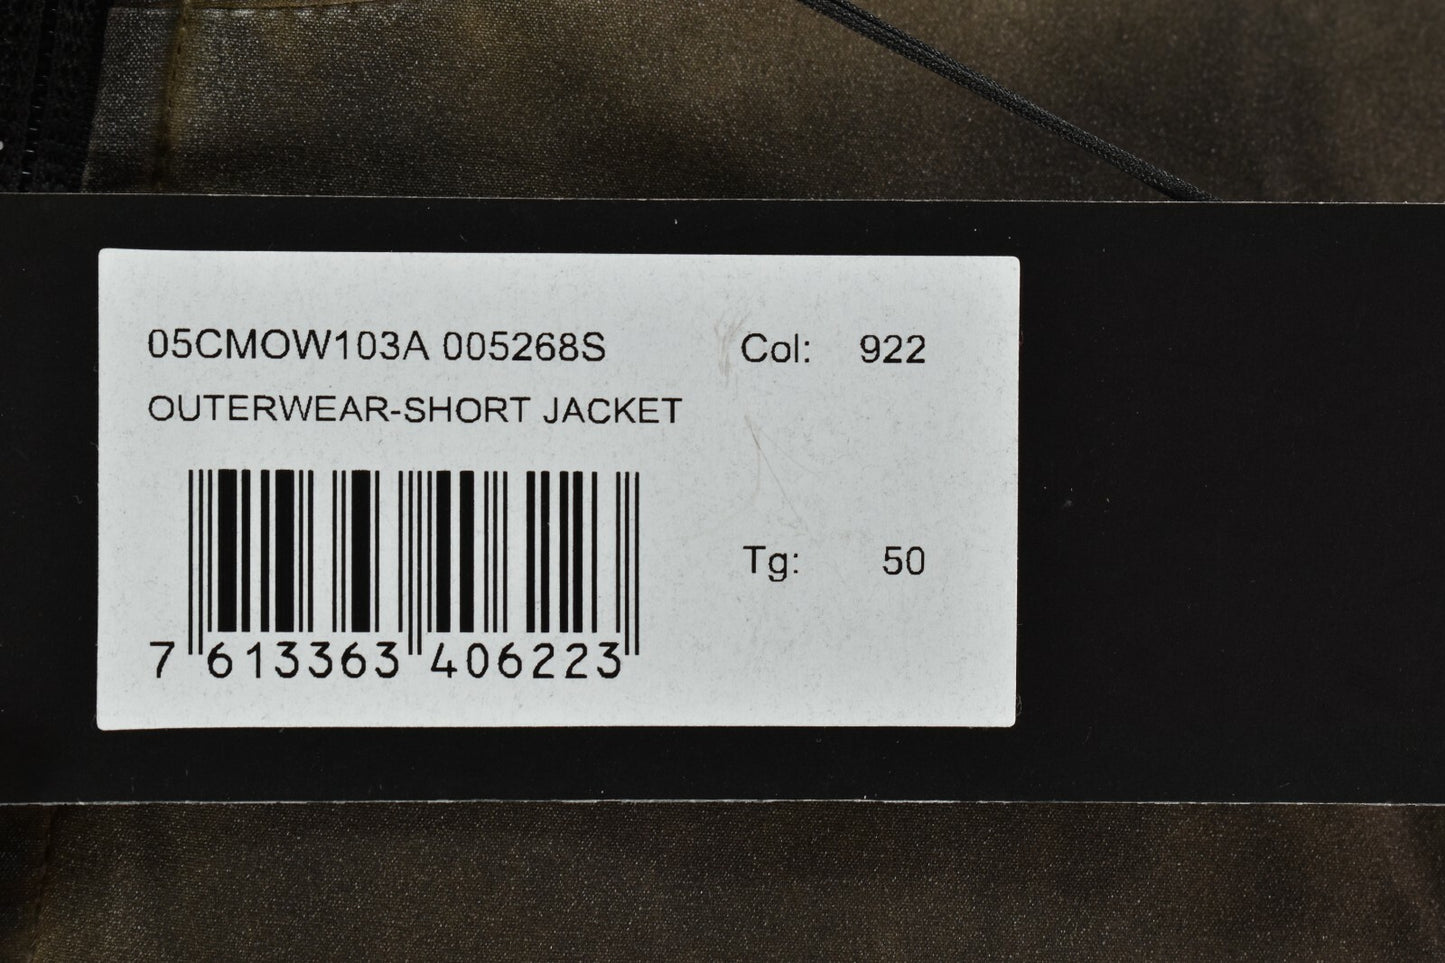 05CMOW103A 005268S
Col: 922
OUTERWEAR-SHORT JACKET
Tg: 50
7 613363 406223